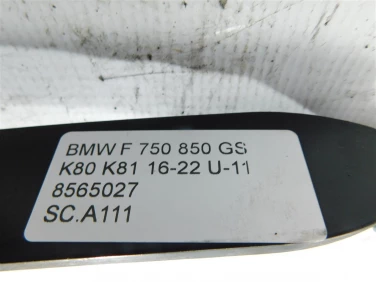 BMW F 750 850 GS
K80 K81 16-22 U-11
8565027
SC.A111